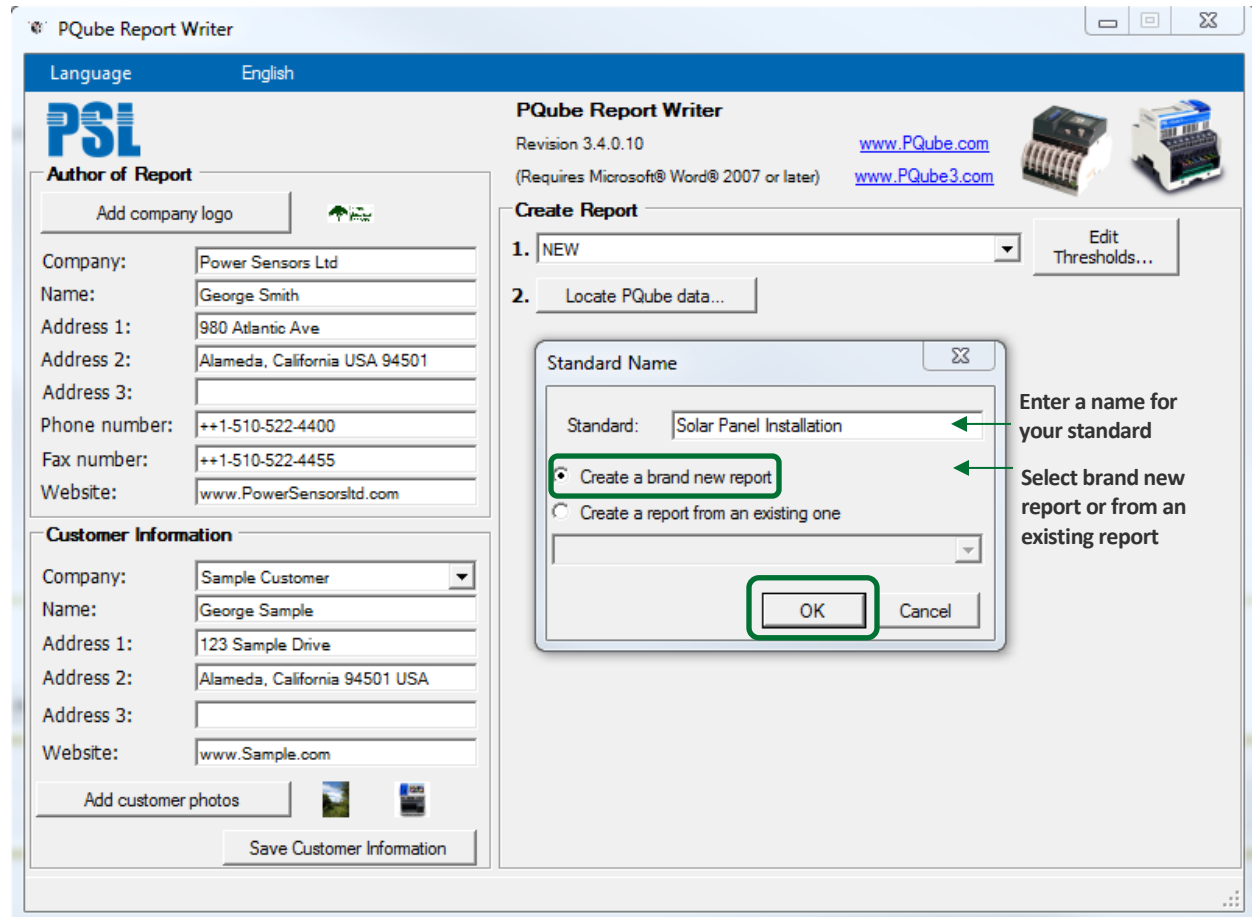 PQube Report Writer
Language English
PSL
PQube Report Writer
Revision 3.4.0.10
www.PQube.com
(Requires Microsoft® Word® 2007 or later)
www.PQube3.com
Author of Report
Add company logo
Company: Power Sensors Ltd
Name: George Smith
Address 1: 980 Atlantic Ave
Address 2: Alameda, California USA 94501
Address 3:
Phone number: ++1-510-522-4400
Fax number: ++1-510-522-4455
Website: www.PowerSensorsltd.com
Customer Information
Company: Sample Customer
Name: George Sample
Address 1: 123 Sample Drive
Address 2: Alameda, California 94501 USA
Address 3:
Website: www.Sample.com
Add customer photos
Save Customer Information
Create Report
1. NEW
Edit
Thresholds...
2. Locate PQube data...
Standard Name
Standard: Solar Panel Installation
Create a brand new report
Create a report from an existing one
OK Cancel
Enter a name for
your standard
Select brand new
report or from an
existing report